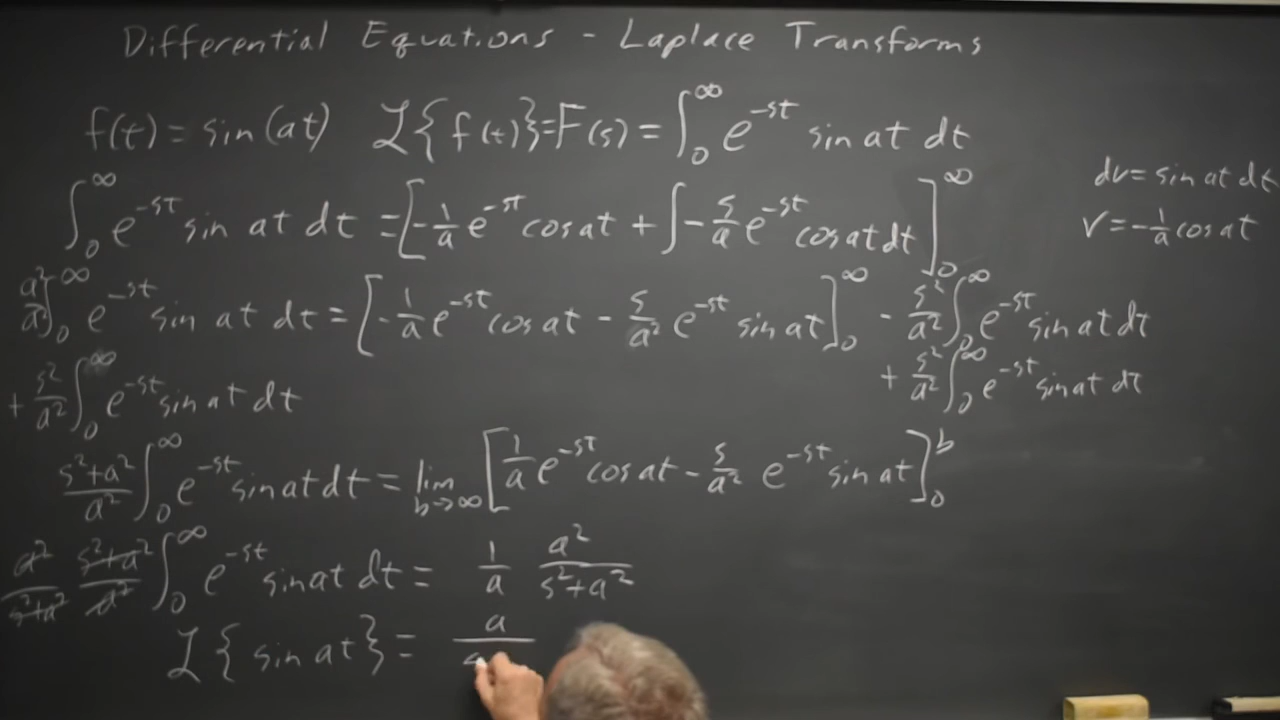 Differential Equations - Laplace Transforms
f(t) = sin(at) ℒ{f(t)}=F(s) = ∫₀^∞ e^(-st) sin at dt
dv = sin at dt
∫₀^∞ e^(-st) sin at dt = [-1/a e^(-st) cos at + ∫ -s/a e^(-st) cos at dt]₀^∞
v = -1/a cos at
a²/a² ∫₀^∞ e^(-st) sin at dt = [-1/a e^(-st) cos at - s/a² e^(-st) sin at]₀^∞ - s²/a² ∫₀^∞ e^(-st) sin at dt
+ s²/a² ∫₀^∞ e^(-st) sin at dt + s²/a² ∫₀^∞ e^(-st) sin at dt
(s²+a²)/a² ∫₀^∞ e^(-st) sin at dt = lim b→∞ [1/a e^(-st) cos at - s/a² e^(-st) sin at]₀^b
a²/(s²+a²) (s²+a²)/a² ∫₀^∞ e^(-st) sin at dt = 1/a a²/(s²+a²)
ℒ{sin at} = a/